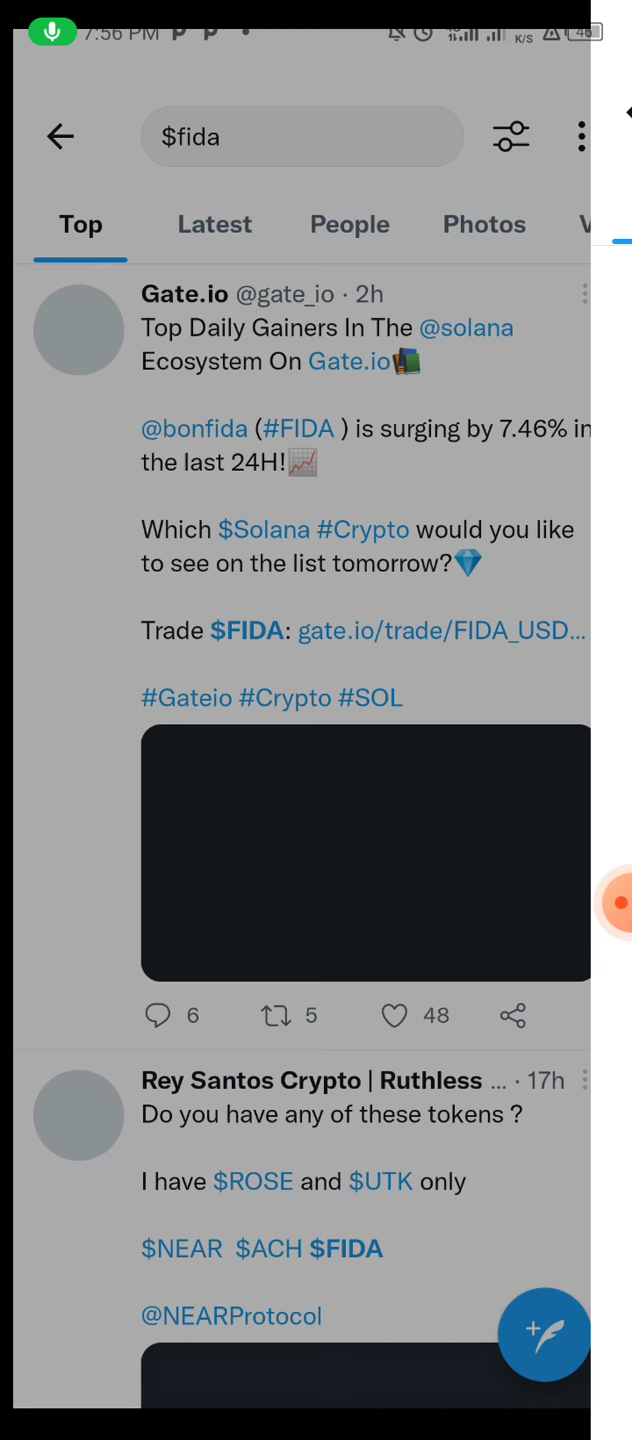 7:56 PM
K/S
46
$fida
Top Latest People Photos
Gate.io @gate_io · 2h
Top Daily Gainers In The @solana
Ecosystem On Gate.io
@bonfida (#FIDA ) is surging by 7.46% in
the last 24H!
Which $Solana #Crypto would you like
to see on the list tomorrow?
Trade $FIDA: gate.io/trade/FIDA_USD...
#Gateio #Crypto #SOL
6 5 48
Rey Santos Crypto | Ruthless ... · 17h
Do you have any of these tokens ?
I have $ROSE and $UTK only
$NEAR $ACH $FIDA
@NEARProtocol